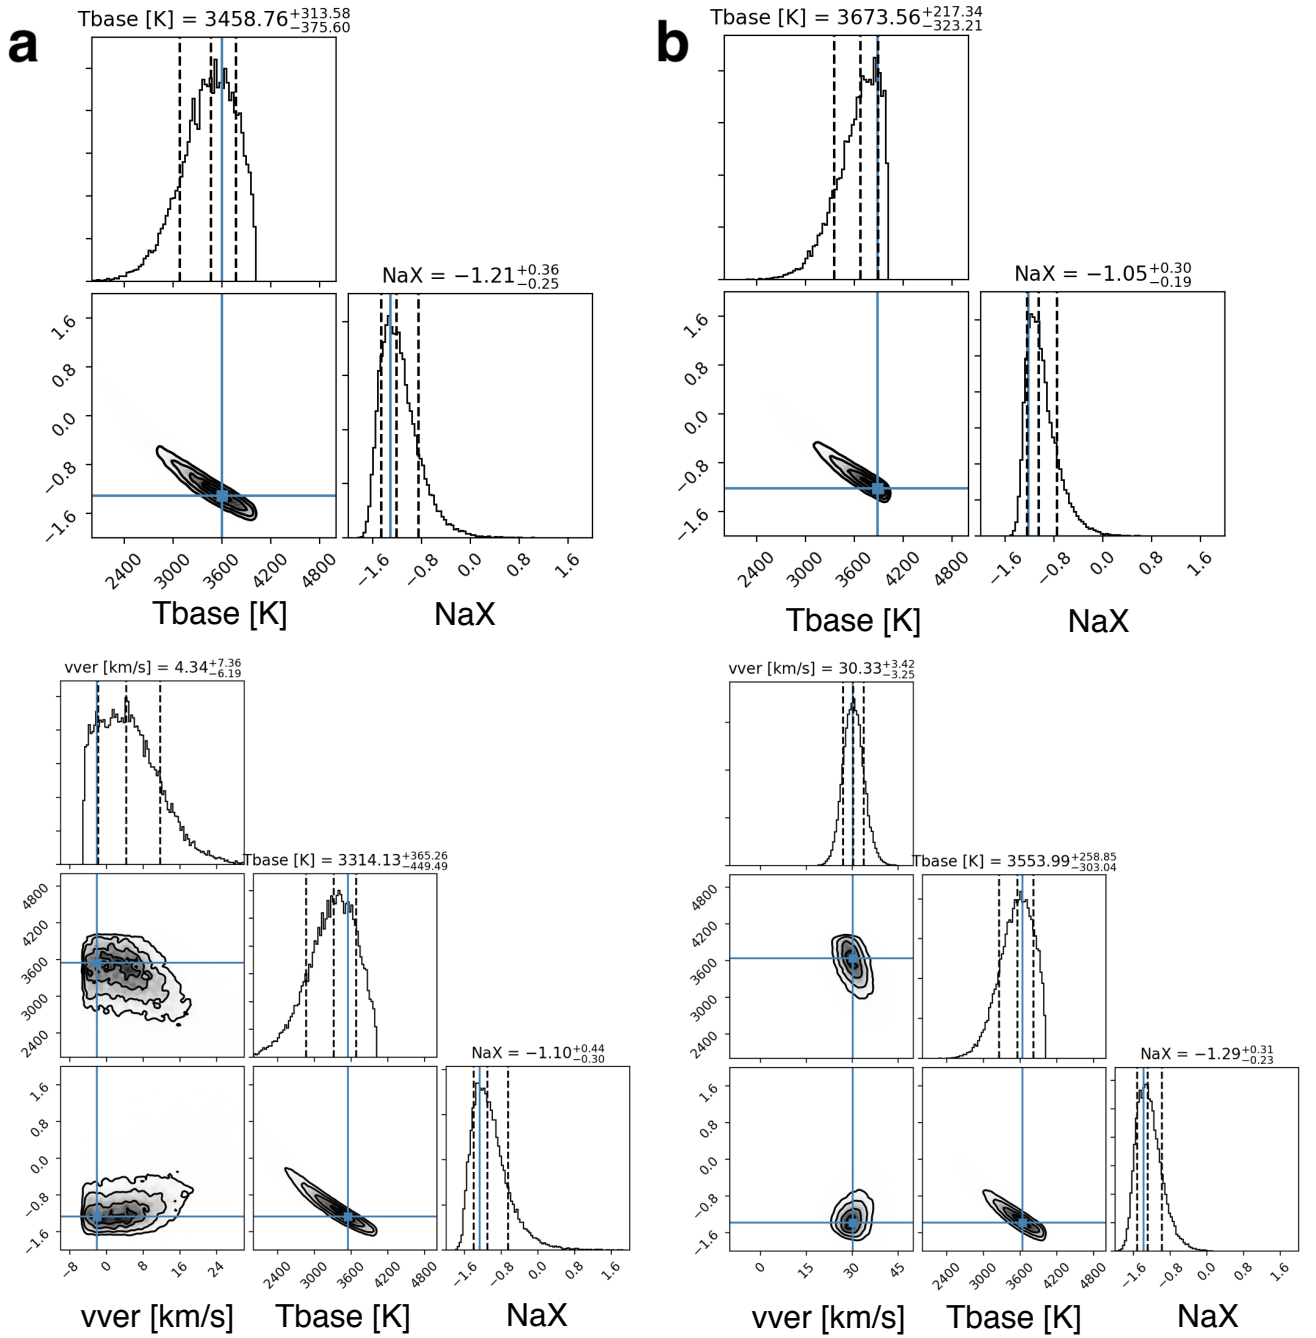 a
Tbase [K] = 3458.76+313.58−375.60
NaX = −1.21+0.36−0.25
1.6
0.8
0.0
−0.8
−1.6
2400 3000 3600 4200 4800
−1.6 −0.8 0.0 0.8 1.6
Tbase [K] NaX
b
Tbase [K] = 3673.56+217.34−323.21
NaX = −1.05+0.30−0.19
1.6
0.8
0.0
−0.8
−1.6
2400 3000 3600 4200 4800
−1.6 −0.8 0.0 0.8 1.6
Tbase [K] NaX
vver [km/s] = 4.34+7.36−6.19
Tbase [K] = 3314.13+365.26−449.49
4800
4200
3600
3000
2400
NaX = −1.10+0.44−0.30
1.6
0.8
0.0
−0.8
−1.6
−8 0 8 16 24
2400 3000 3600 4200 4800
−1.6 −0.8 0.0 0.8 1.6
vver [km/s] Tbase [K] NaX
vver [km/s] = 30.33+3.42−3.25
Tbase [K] = 3553.99+258.85−303.04
4800
4200
3600
3000
2400
NaX = −1.29+0.31−0.23
1.6
0.8
0.0
−0.8
−1.6
0 15 30 45
2400 3000 3600 4200 4800
−1.6 −0.8 0.0 0.8 1.6
vver [km/s] Tbase [K] NaX